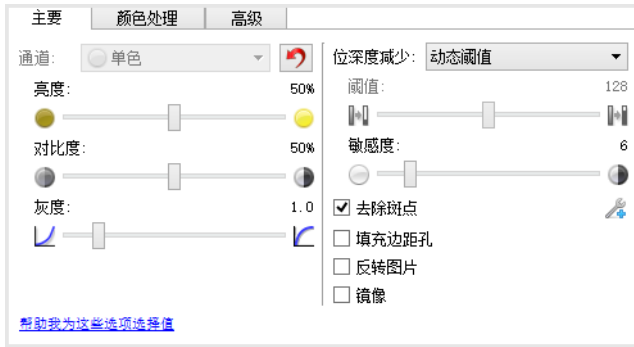 主要 颜色处理 高级
通道: 单色
亮度: 50%
对比度: 50%
灰度: 1.0
帮助我为这些选项选择值
位深度减少: 动态阈值
阈值: 128
敏感度: 6
去除斑点
填充边距孔
反转图片
镜像